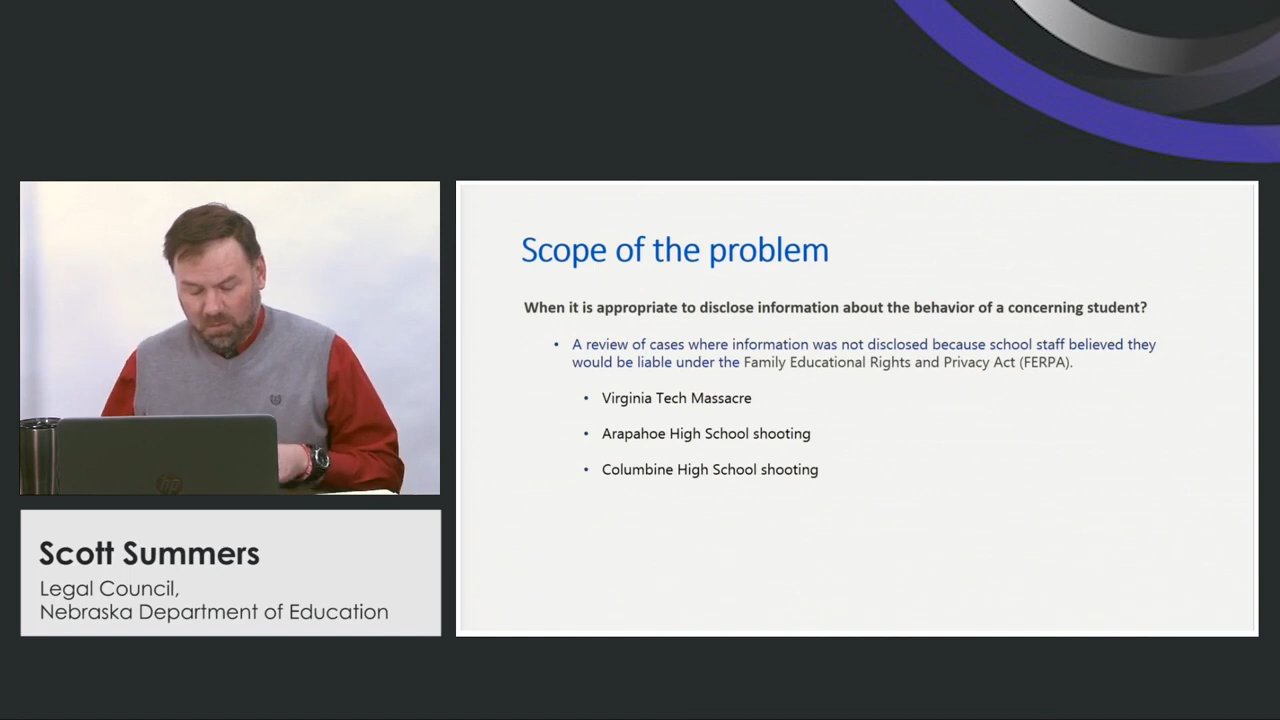 Scope of the problem
When it is appropriate to disclose information about the behavior of a concerning student?
• A review of cases where information was not disclosed because school staff believed they
would be liable under the Family Educational Rights and Privacy Act (FERPA).
• Virginia Tech Massacre
• Arapahoe High School shooting
• Columbine High School shooting
hp
Scott Summers
Legal Council,
Nebraska Department of Education